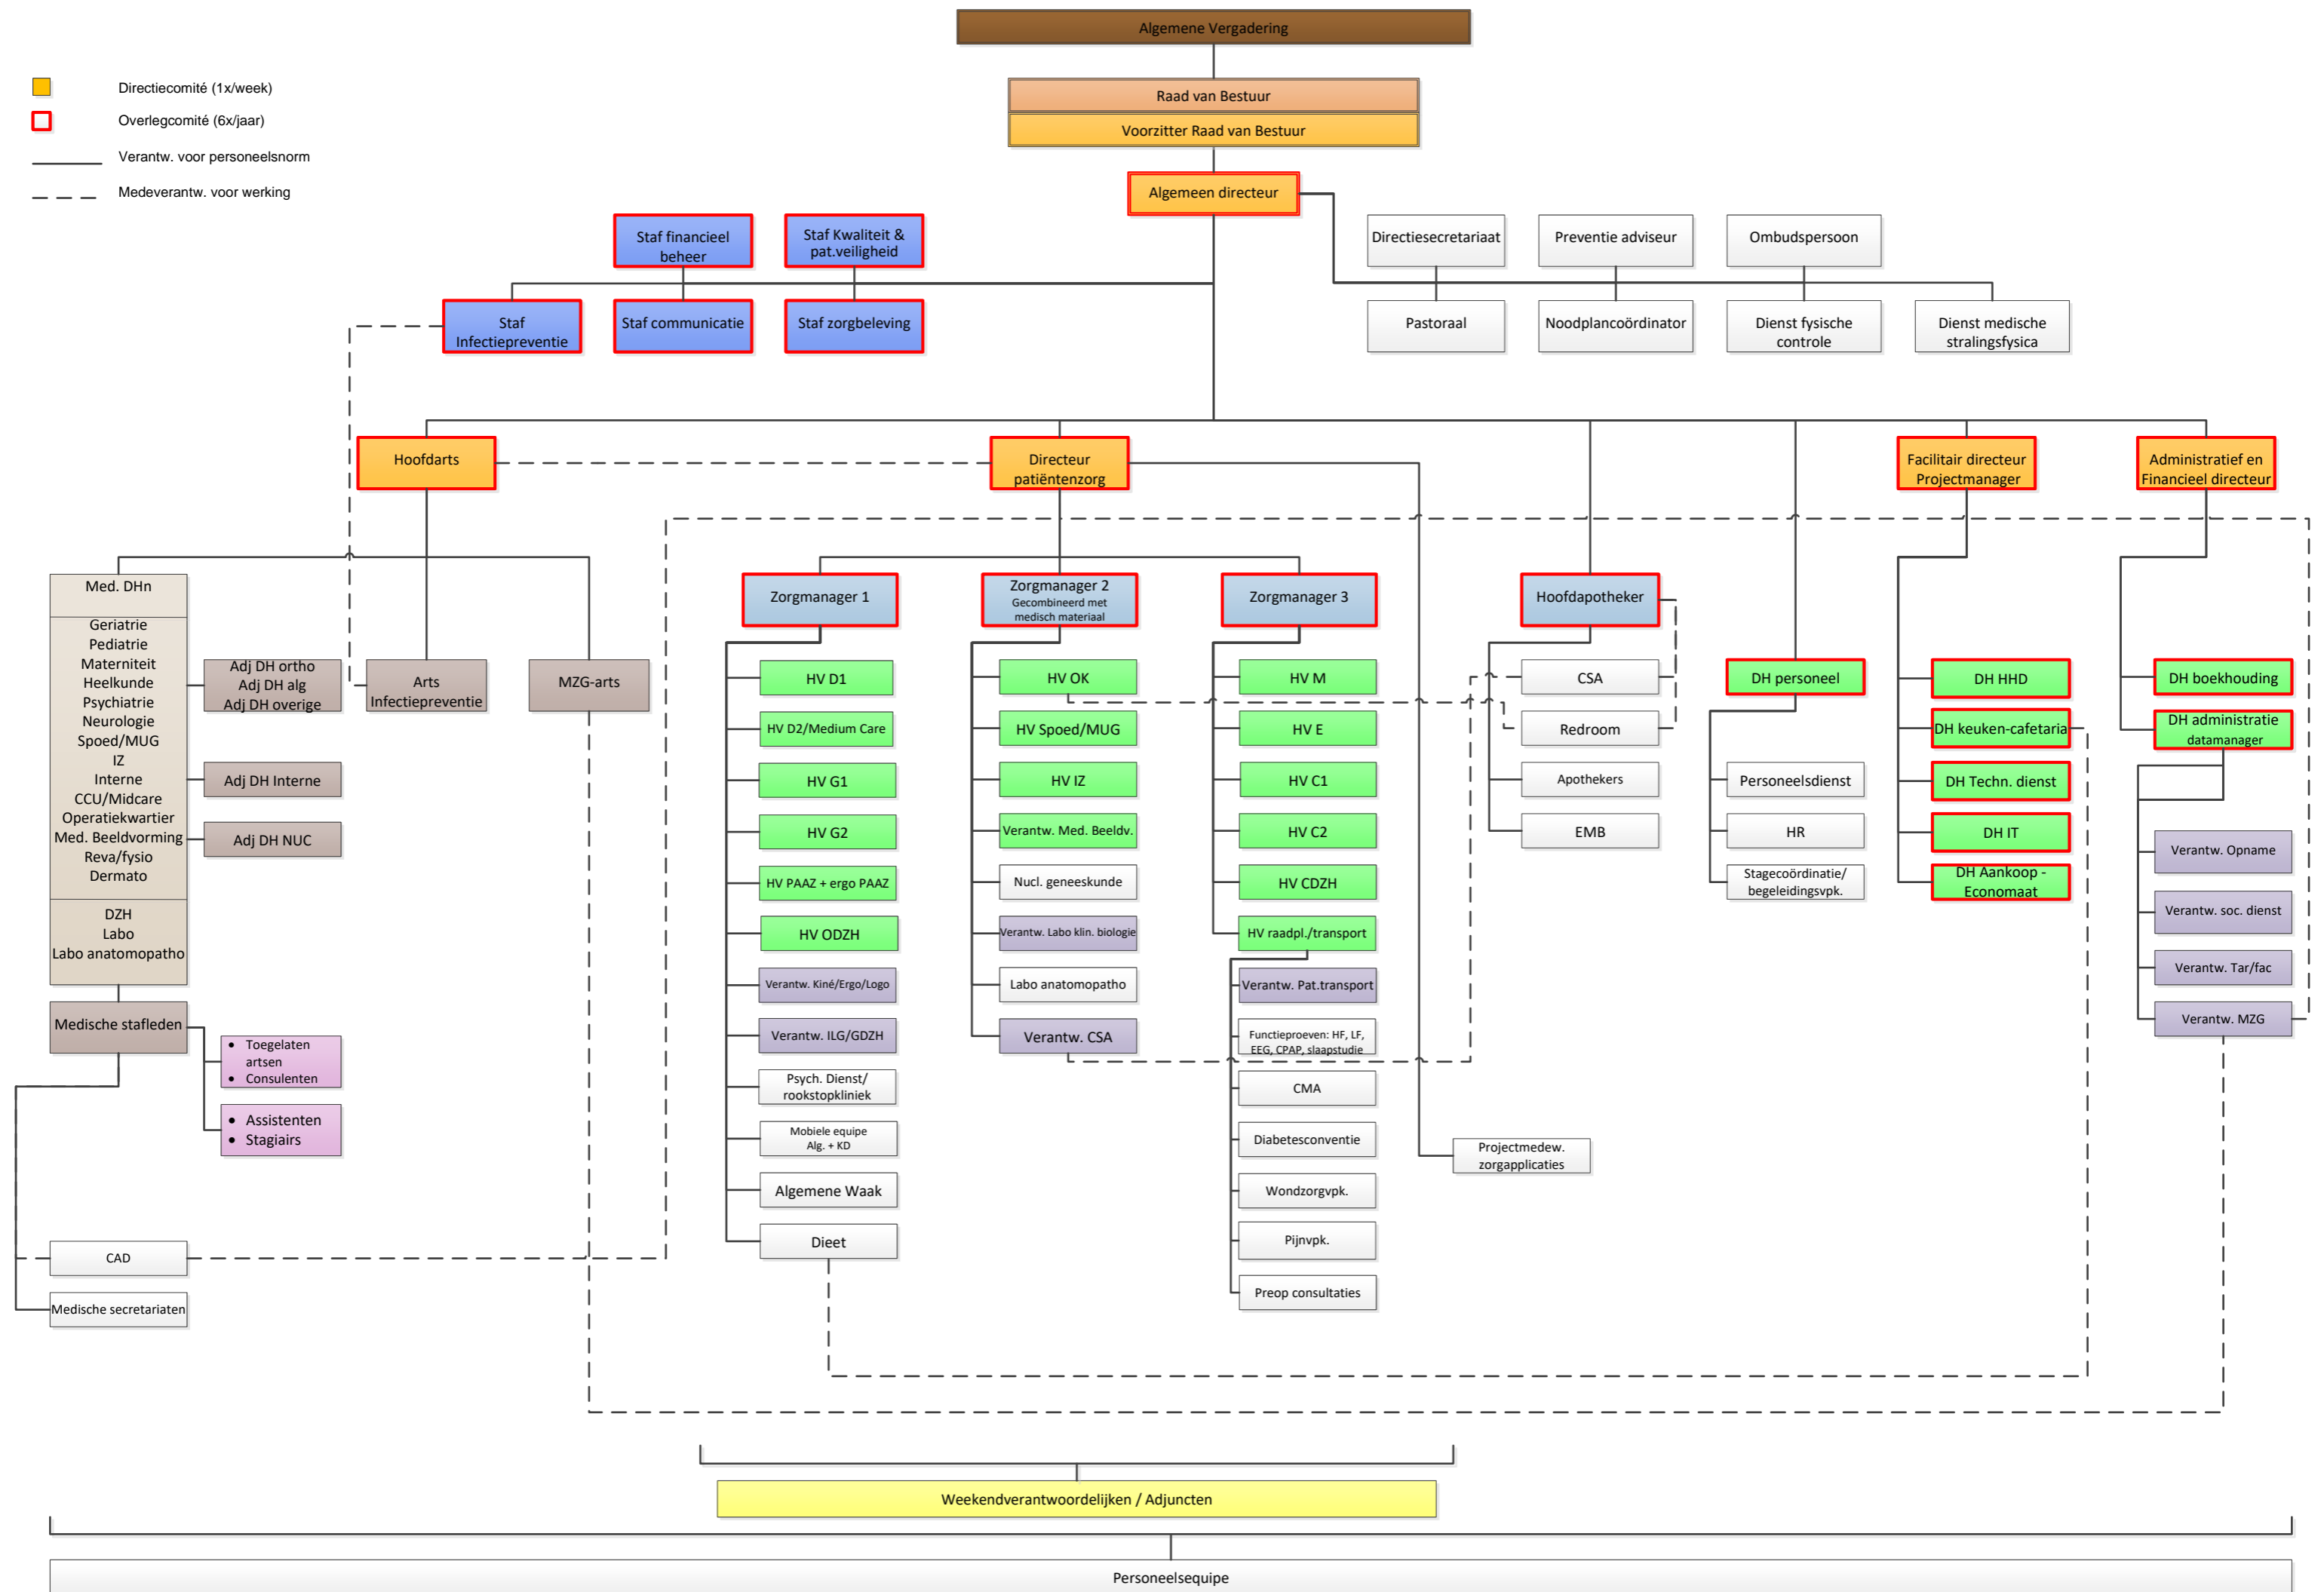 Algemene Vergadering
Directiecomité (1x/week)
Overlegcomité (6x/jaar)
Verantw. voor personeelsnorm
Medeverantw. voor werking
Raad van Bestuur
Voorzitter Raad van Bestuur
Algemeen directeur
Staf financieel
beheer
Staf Kwaliteit &
pat.veiligheid
Directiesecretariaat
Preventie adviseur
Ombudspersoon
Staf
Infectiepreventie
Staf communicatie
Staf zorgbeleving
Pastoraal
Noodplancoördinator
Dienst fysische
controle
Dienst medische
stralingsfysica
Hoofdarts
Directeur
patiëntenzorg
Facilitair directeur
Projectmanager
Administratief en
Financieel directeur
Med. DHn
Geriatrie
Pediatrie
Materniteit
Heelkunde
Psychiatrie
Neurologie
Spoed/MUG
IZ
Interne
CCU/Midcare
Operatiekwartier
Med. Beeldvorming
Reva/fysio
Dermato
DZH
Labo
Labo anatomopatho
Adj DH ortho
Adj DH alg
Adj DH overige
Adj DH Interne
Adj DH NUC
Arts
Infectiepreventie
MZG-arts
Medische stafleden
• Toegelaten
artsen
• Consulenten
• Assistenten
• Stagiairs
CAD
Medische secretariaten
Zorgmanager 1
HV D1
HV D2/Medium Care
HV G1
HV G2
HV PAAZ + ergo PAAZ
HV ODZH
Verantw. Kiné/Ergo/Logo
Verantw. ILG/GDZH
Psych. Dienst/
rookstopkliniek
Mobiele equipe
Alg. + KD
Algemene Waak
Dieet
Zorgmanager 2
Gecombineerd met
medisch materiaal
HV OK
HV Spoed/MUG
HV IZ
Verantw. Med. Beeldv.
Nucl. geneeskunde
Verantw. Labo klin. biologie
Labo anatomopatho
Verantw. CSA
Zorgmanager 3
HV M
HV E
HV C1
HV C2
HV CDZH
HV raadpl./transport
Verantw. Pat.transport
Functieproeven: HF, LF,
EEG, CPAP, slaapstudie
CMA
Diabetesconventie
Wondzorgvpk.
Pijnvpk.
Preop consultaties
Projectmedew.
zorgapplicaties
Hoofdapotheker
CSA
Redroom
Apothekers
EMB
DH personeel
Personeelsdienst
HR
Stagecoördinatie/
begeleidingsvpk.
DH HHD
DH keuken-cafetaria
DH Techn. dienst
DH IT
DH Aankoop -
Economaat
DH boekhouding
DH administratie
datamanager
Verantw. Opname
Verantw. soc. dienst
Verantw. Tar/fac
Verantw. MZG
Weekendverantwoordelijken / Adjuncten
Personeelsequipe